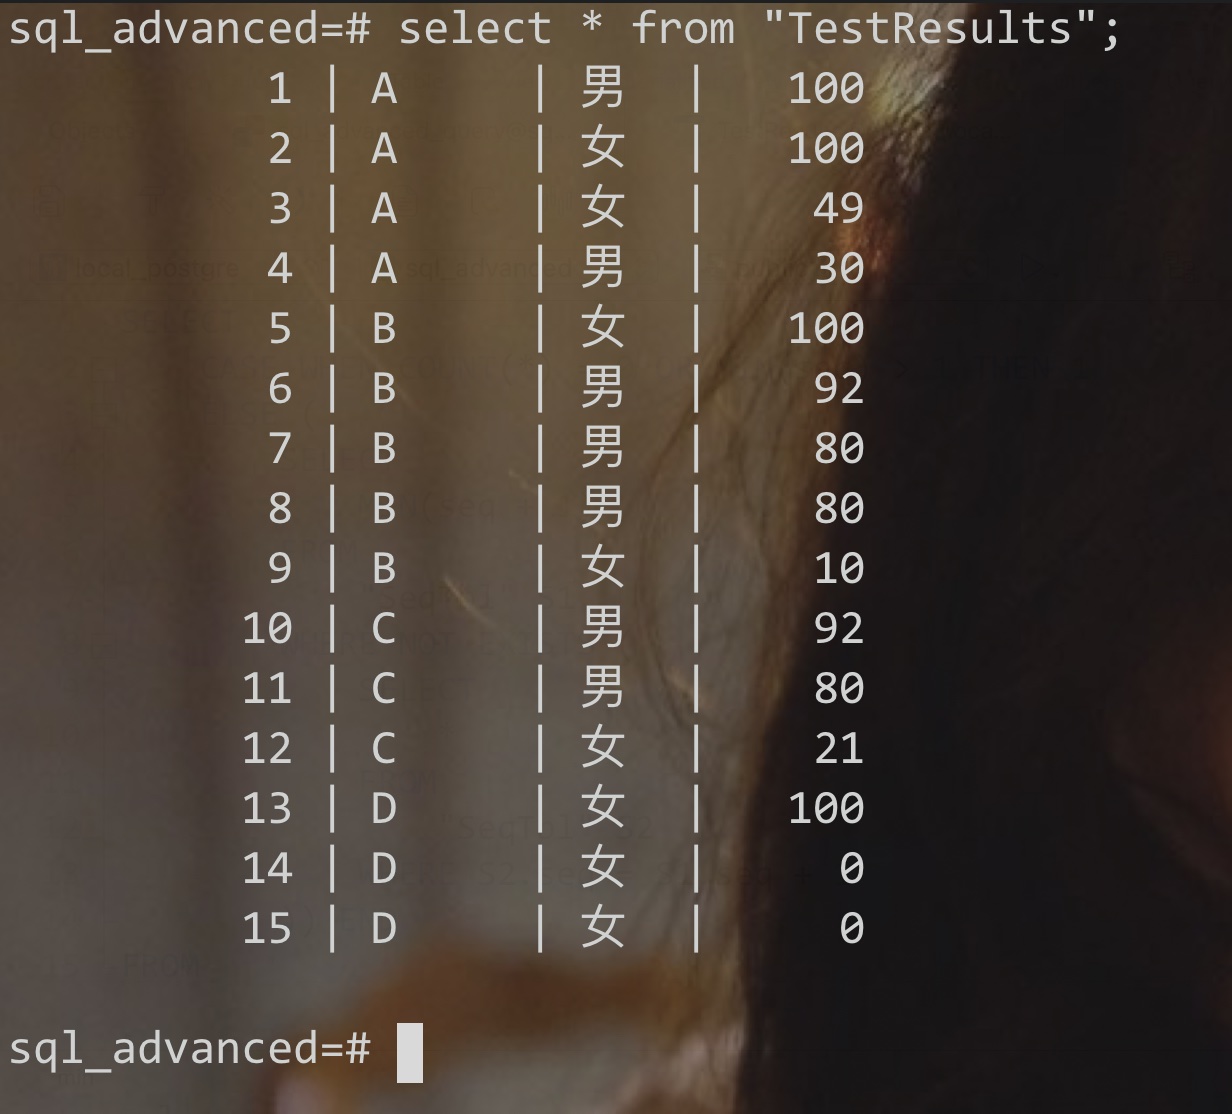 sql_advanced=# select * from "TestResults";
1 | A | 男 | 100
2 | A | 女 | 100
3 | A | 女 | 49
4 | A | 男 | 30
5 | B | 女 | 100
6 | B | 男 | 92
7 | B | 男 | 80
8 | B | 男 | 80
9 | B | 女 | 10
10 | C | 男 | 92
11 | C | 男 | 80
12 | C | 女 | 21
13 | D | 女 | 100
14 | D | 女 | 0
15 | D | 女 | 0
sql_advanced=#